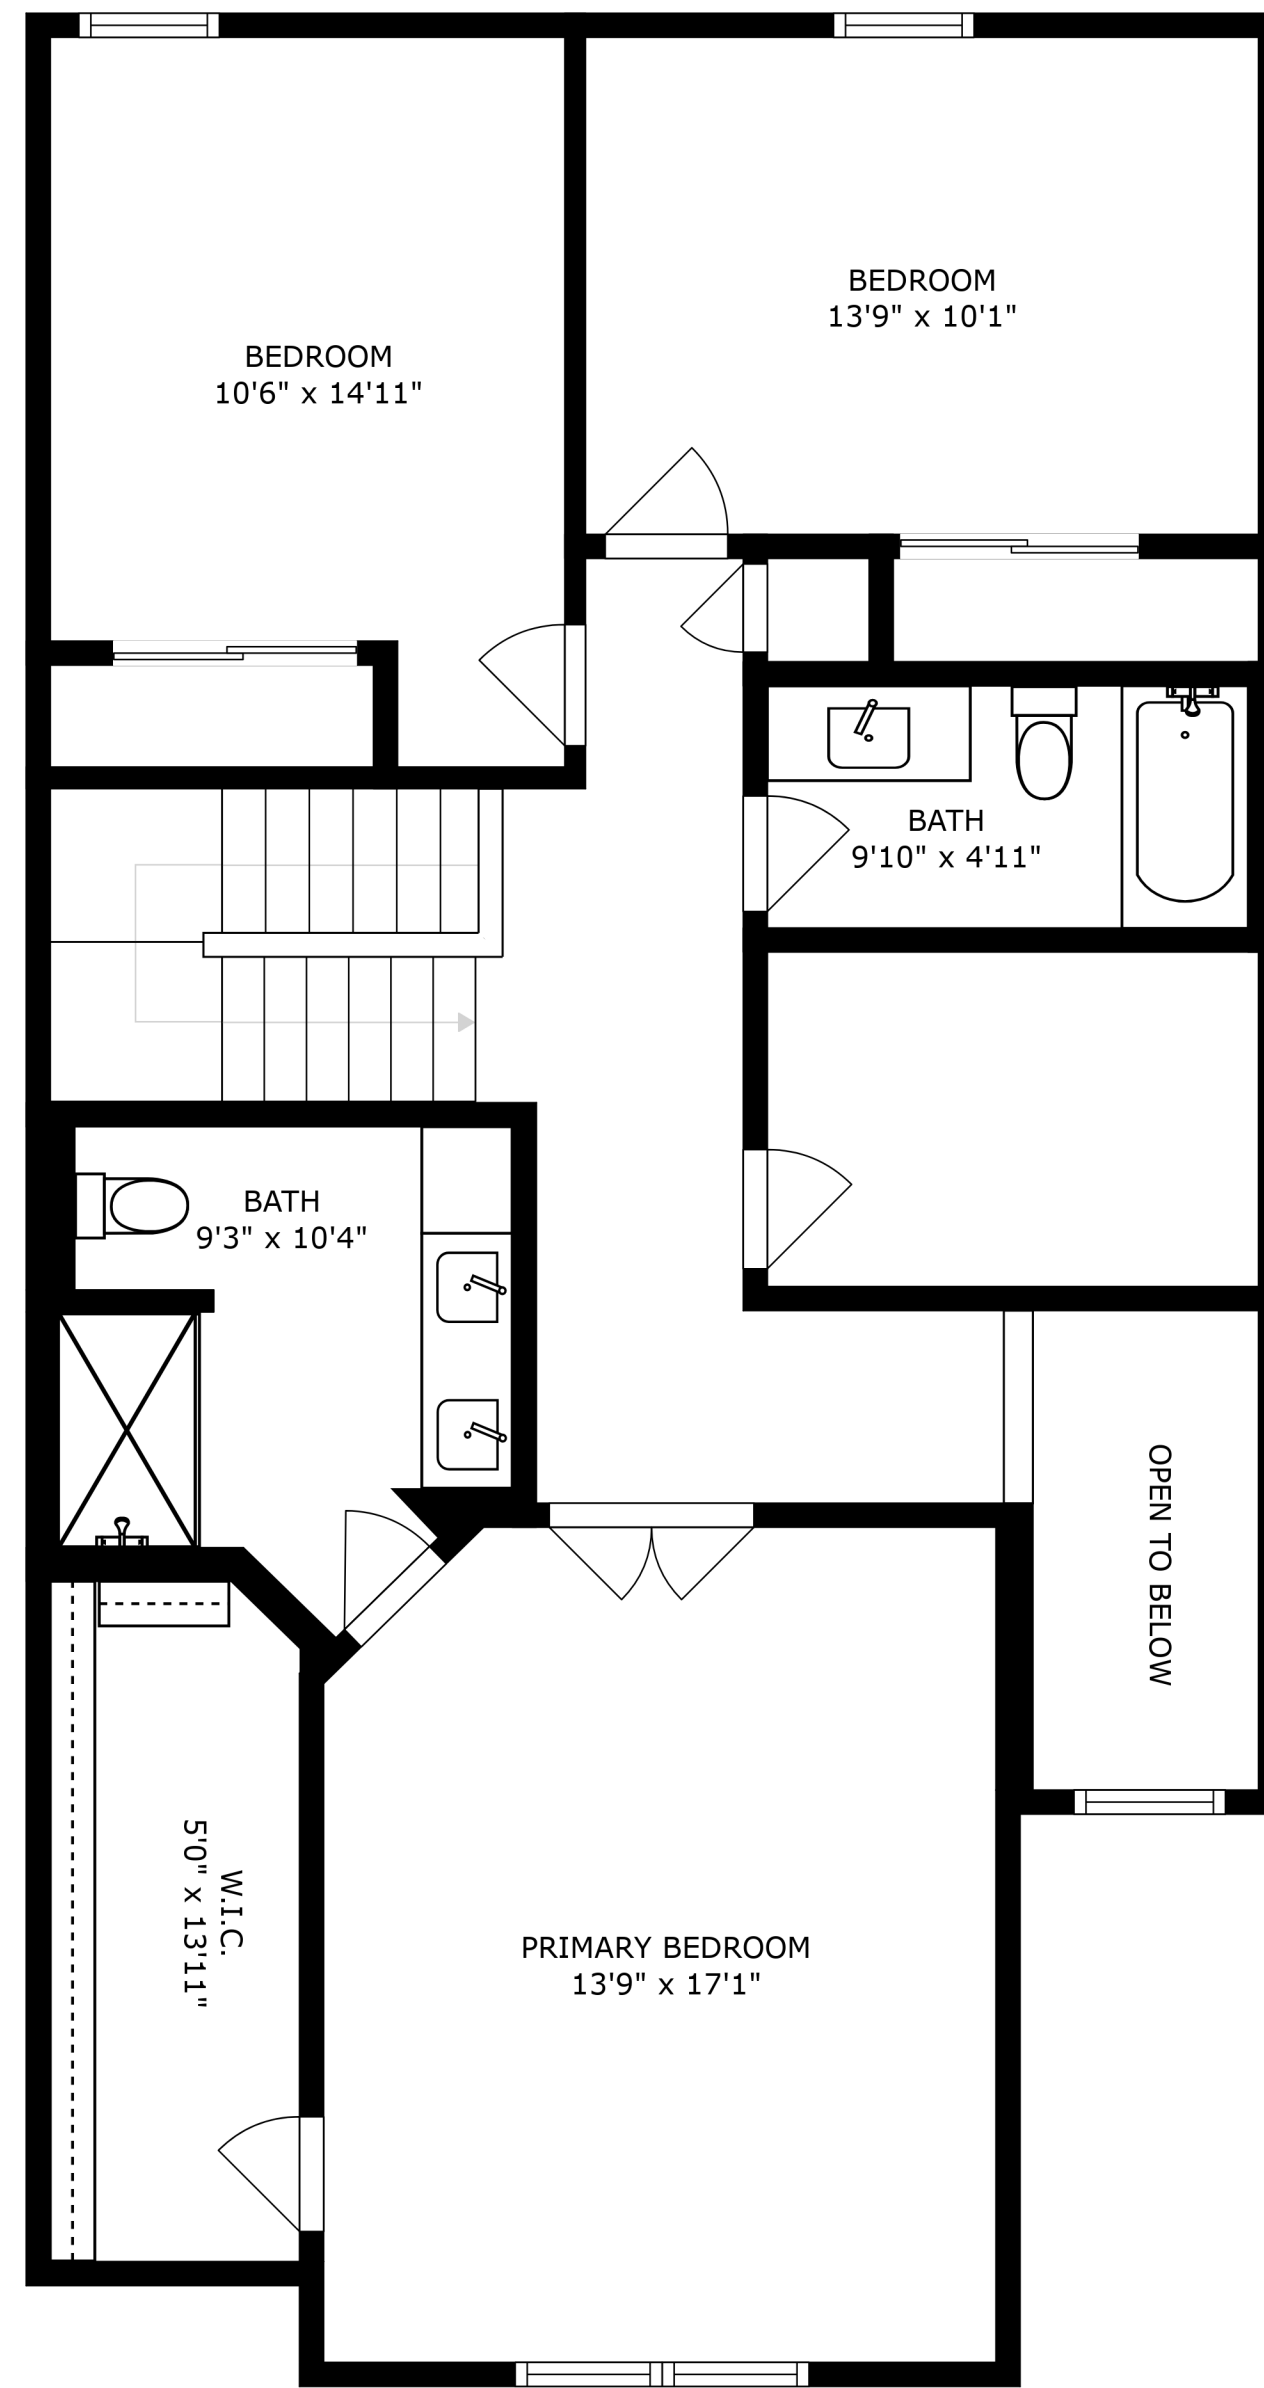 BEDROOM
13'9" x 10'1"
BEDROOM
10'6" x 14'11"
BATH
9'10" x 4'11"
BATH
9'3" x 10'4"
OPEN TO BELOW
W.I.C.
5'0" x 13'11"
PRIMARY BEDROOM
13'9" x 17'1"